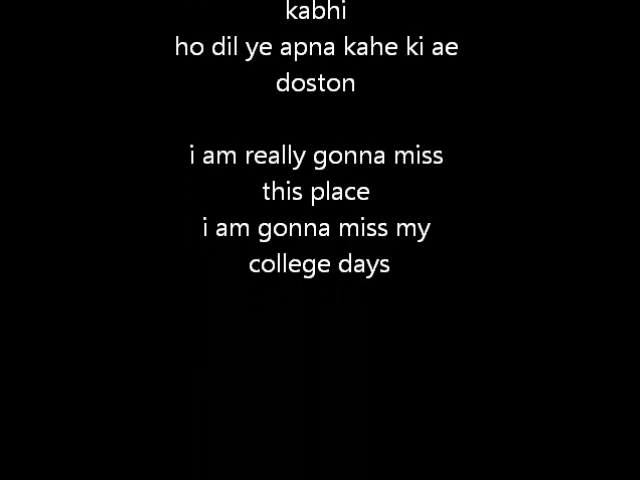 kabhi
ho dil ye apna kahe ki ae
doston
i am really gonna miss
this place
i am gonna miss my
college days